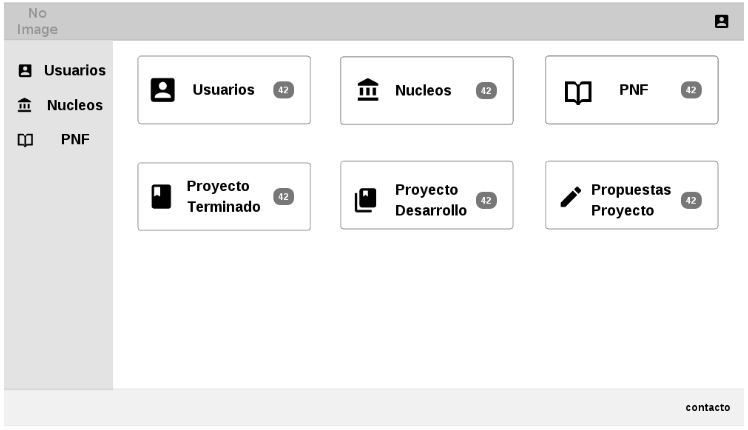 No
Image
Usuarios
Nucleos
PNF
Usuarios 42
Nucleos 42
PNF 42
Proyecto
Terminado 42
Proyecto
Desarrollo 42
Propuestas
Proyecto 42
contacto